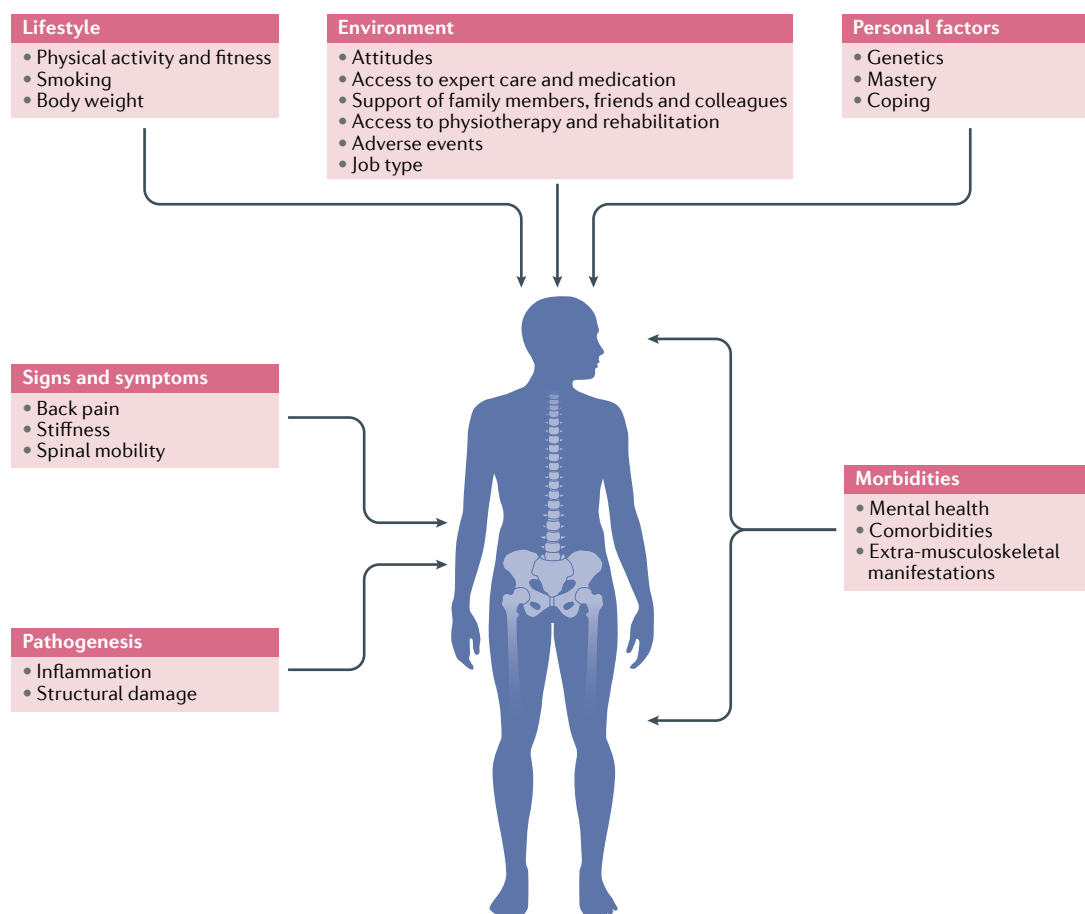 Lifestyle
• Physical activity and fitness
• Smoking
• Body weight
Environment
• Attitudes
• Access to expert care and medication
• Support of family members, friends and colleagues
• Access to physiotherapy and rehabilitation
• Adverse events
• Job type
Personal factors
• Genetics
• Mastery
• Coping
Signs and symptoms
• Back pain
• Stiffness
• Spinal mobility
Morbidities
• Mental health
• Comorbidities
• Extra-musculoskeletal
manifestations
Pathogenesis
• Inflammation
• Structural damage